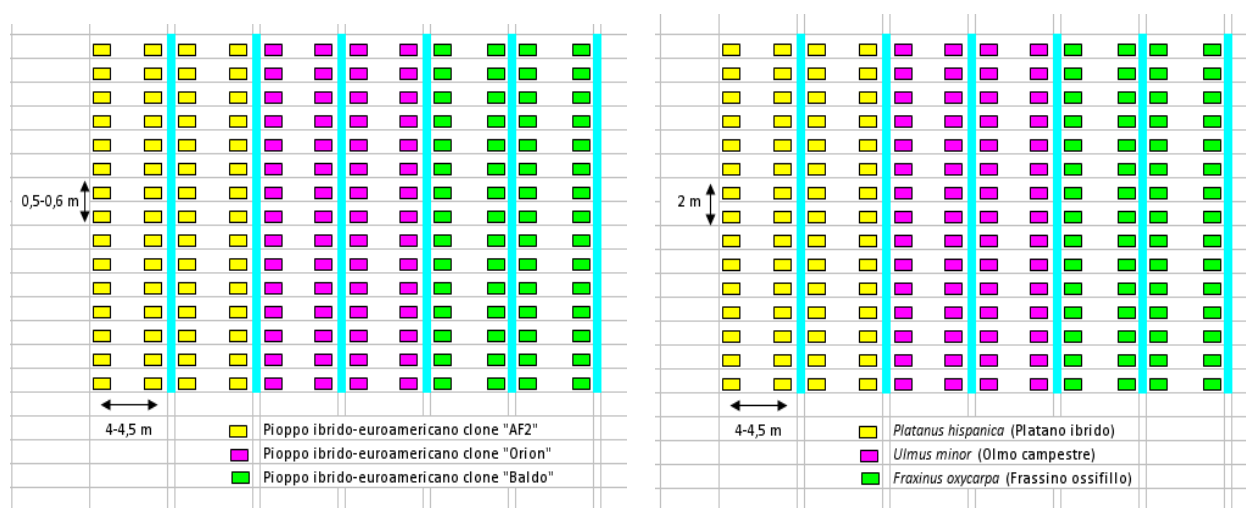 0,5-0,6 m
4-4,5 m
Pioppo ibrido-euroamericano clone "AF2"
Pioppo ibrido-euroamericano clone "Orion"
Pioppo ibrido-euroamericano clone "Baldo"
2 m
4-4,5 m
Platanus hispanica (Platano ibrido)
Ulmus minor (Olmo campestre)
Fraxinus oxycarpa (Frassino ossifillo)